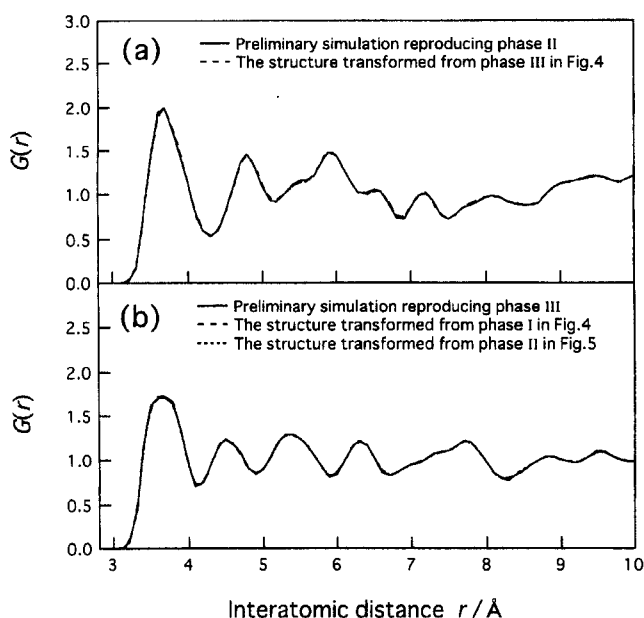 3.0
(a)
Preliminary simulation reproducing phase II
2.5
The structure transformed from phase III in Fig.4
2.0
G(r)
1.5
1.0
0.5
0.0
(b)
Preliminary simulation reproducing phase III
2.5
The structure transformed from phase I in Fig.4
The structure transformed from phase II in Fig.5
2.0
G(r)
1.5
1.0
0.5
0.0
3 4 5 6 7 8 9 10
Interatomic distance r / Å